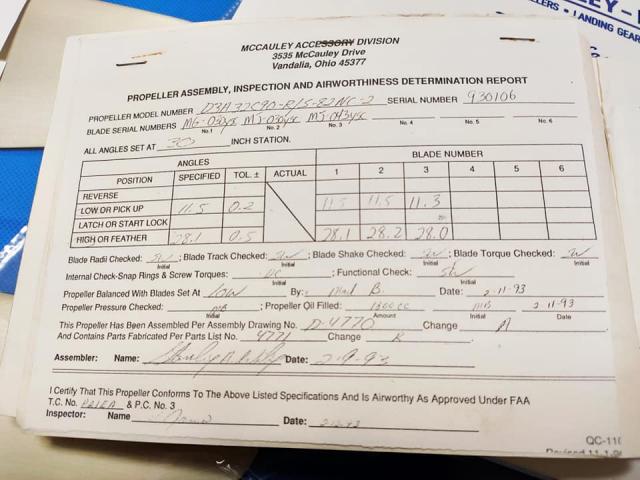 EY -
LERS • LANDING GEAR
MCCAULEY ACCESSORY DIVISION
3535 McCauley Drive
Vandalia, Ohio 45377
PROPELLER ASSEMBLY, INSPECTION AND AIRWORTHINESS DETERMINATION REPORT
PROPELLER MODEL NUMBER D3A32C90-R/S-82NC-2 SERIAL NUMBER 930106
BLADE SERIAL NUMBERS
No.1 No. 2 No. 3 No. 4 No. 5 No. 6
ALL ANGLES SET AT 30 INCH STATION.
ANGLES BLADE NUMBER
POSITION SPECIFIED TOL. ± ACTUAL 1 2 3 4 5 6
REVERSE
LOW OR PICK UP 11.5 0.2 11.5 11.5 11.3
LATCH OR START LOCK
HIGH OR FEATHER 28.1 0.5 28.1 28.2 28.0
Blade Radii Checked: ; Blade Track Checked: ; Blade Shake Checked: ; Blade Torque Checked:
Initial Initial Initial Initial
Internal Check-Snap Rings & Screw Torques: ; Functional Check:
Initial Initial
Propeller Balanced With Blades Set At LOW By: B. Date: 2-11-93
Propeller Pressure Checked: MB ; Propeller Oil Filled: 1300 CC MB 2-11-93
Initial Amount Initial Date
This Propeller Has Been Assembled Per Assembly Drawing No. D-4770 Change A
And Contains Parts Fabricated Per Parts List No. 4771 Change R
Assembler: Name: Date: 2-9-93
I Certify That This Propeller Conforms To The Above Listed Specifications And Is Airworthy As Approved Under FAA
T.C. No. P21EA & P.C. No. 3
Inspector: Name Date:
QC-110